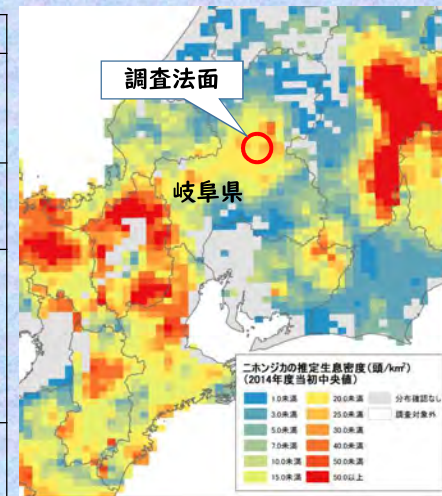 調査法面
岐阜県
ニホンジカの推定生息密度(頭/km²)
(2014年度当初中央値)
1.0未満
20.0未満
分布確認なし
3.0未満
25.0未満
調査対象外
5.0未満
30.0未満
7.0未満
40.0未満
10.0未満
50.0未満
15.0未満
50.0以上